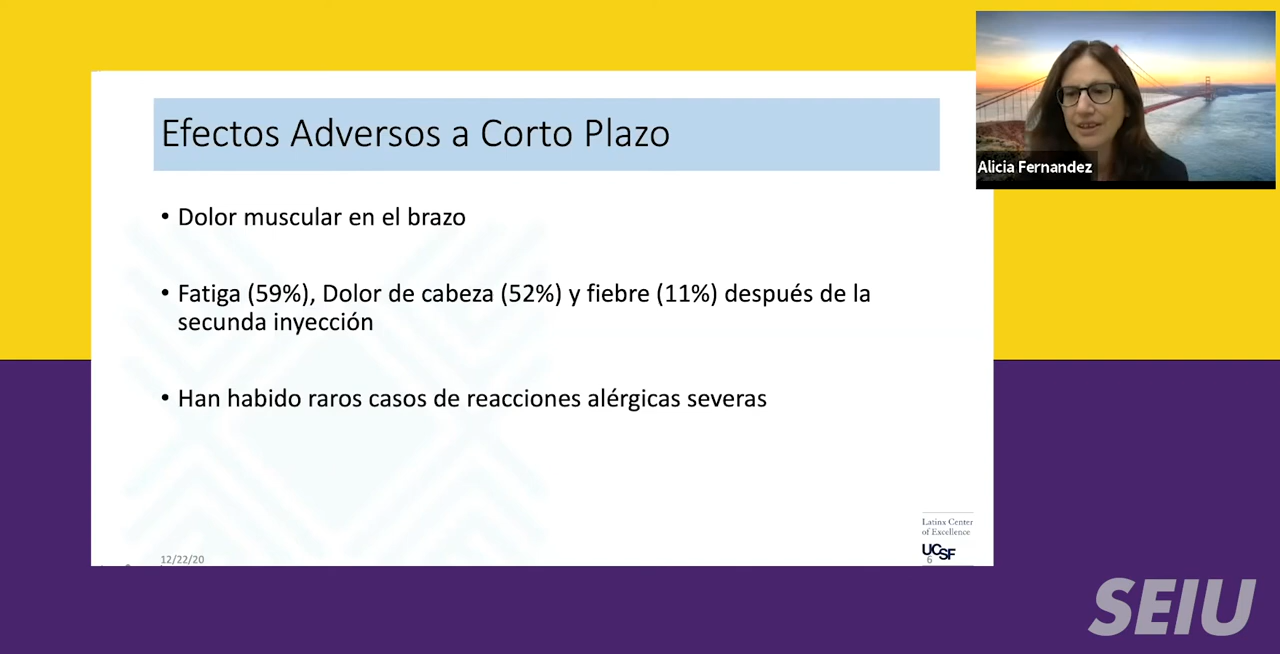 Efectos Adversos a Corto Plazo
Alicia Fernandez
• Dolor muscular en el brazo
• Fatiga (59%), Dolor de cabeza (52%) y fiebre (11%) después de la
secunda inyección
• Han habido raros casos de reacciones alérgicas severas
Latinx Center
of Excellence
UCSF
12/22/20
6
SEIU